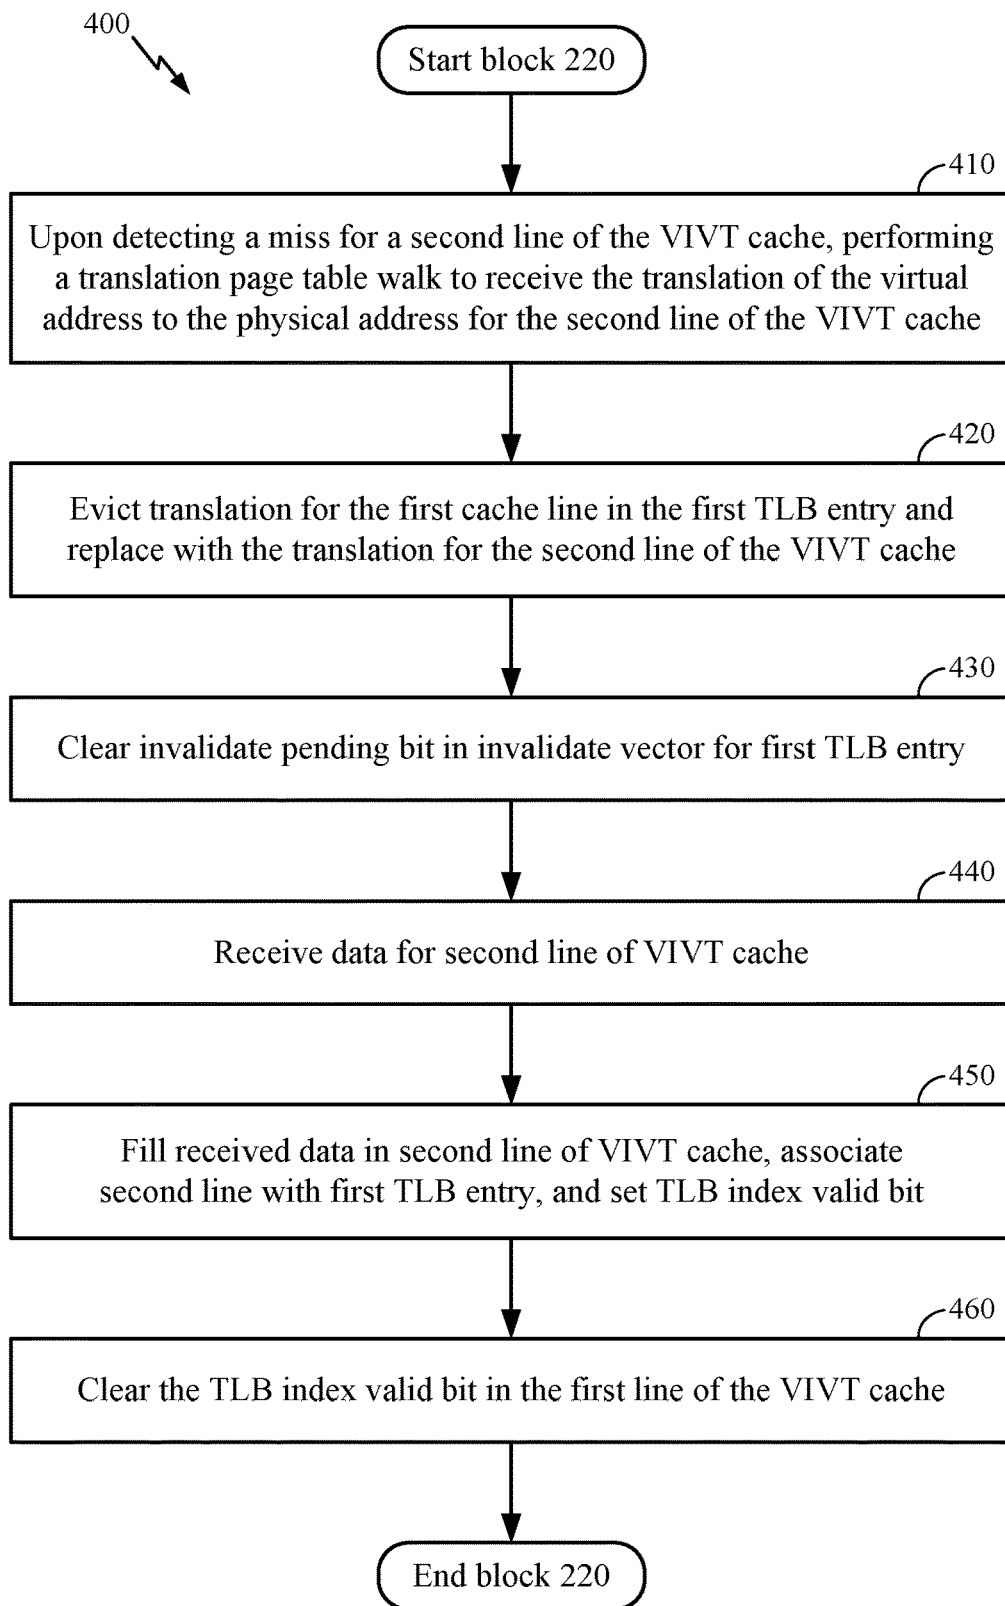 400
Start block 220
410
Upon detecting a miss for a second line of the VIVT cache, performing
a translation page table walk to receive the translation of the virtual
address to the physical address for the second line of the VIVT cache
420
Evict translation for the first cache line in the first TLB entry and
replace with the translation for the second line of the VIVT cache
430
Clear invalidate pending bit in invalidate vector for first TLB entry
440
Receive data for second line of VIVT cache
450
Fill received data in second line of VIVT cache, associate
second line with first TLB entry, and set TLB index valid bit
460
Clear the TLB index valid bit in the first line of the VIVT cache
End block 220